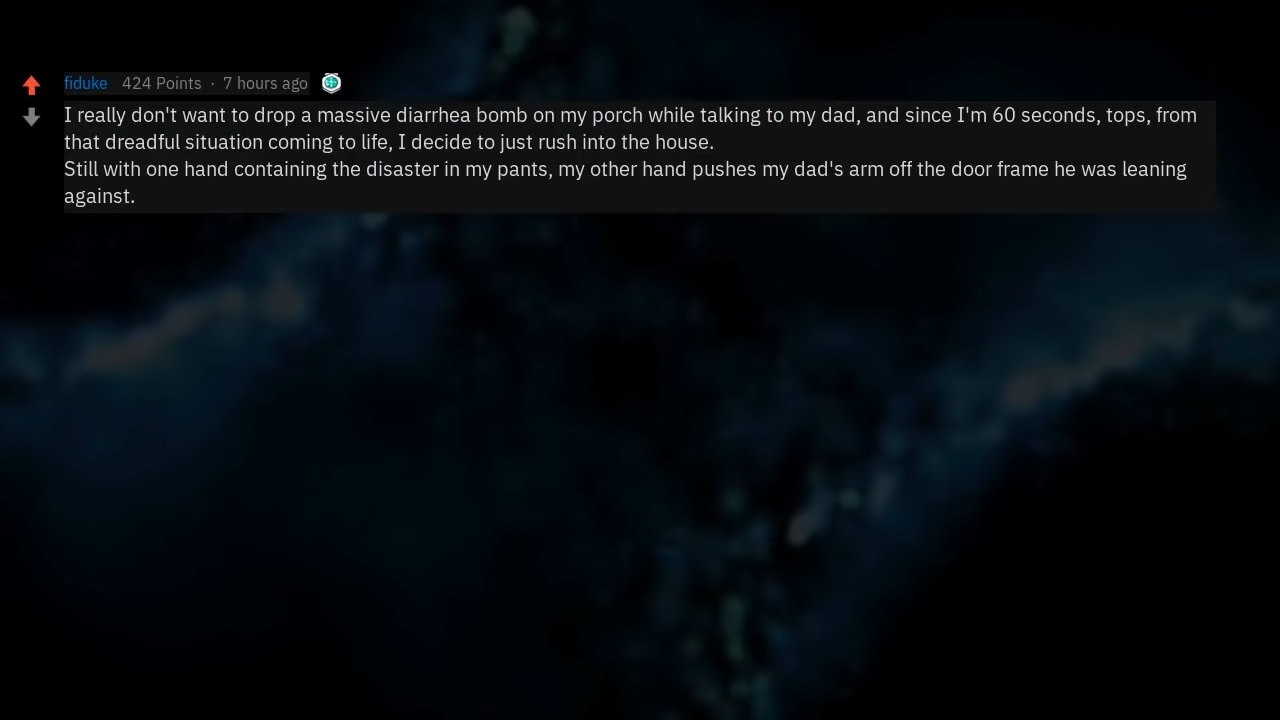 fiduke 424 Points · 7 hours ago
I really don't want to drop a massive diarrhea bomb on my porch while talking to my dad, and since I'm 60 seconds, tops, from
that dreadful situation coming to life, I decide to just rush into the house.
Still with one hand containing the disaster in my pants, my other hand pushes my dad's arm off the door frame he was leaning
against.